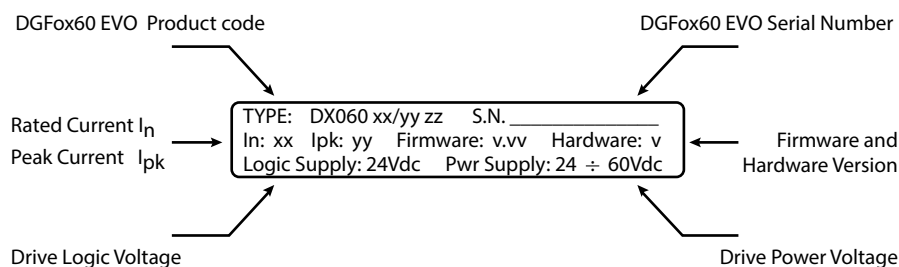 DGFox60 EVO Product code
DGFox60 EVO Serial Number
TYPE: DX060 xx/yy zz S.N. _______________
In: xx Ipk: yy Firmware: v.vv Hardware: v
Logic Supply: 24Vdc Pwr Supply: 24 ÷ 60Vdc
Rated Current In
Peak Current Ipk
Firmware and
Hardware Version
Drive Logic Voltage
Drive Power Voltage